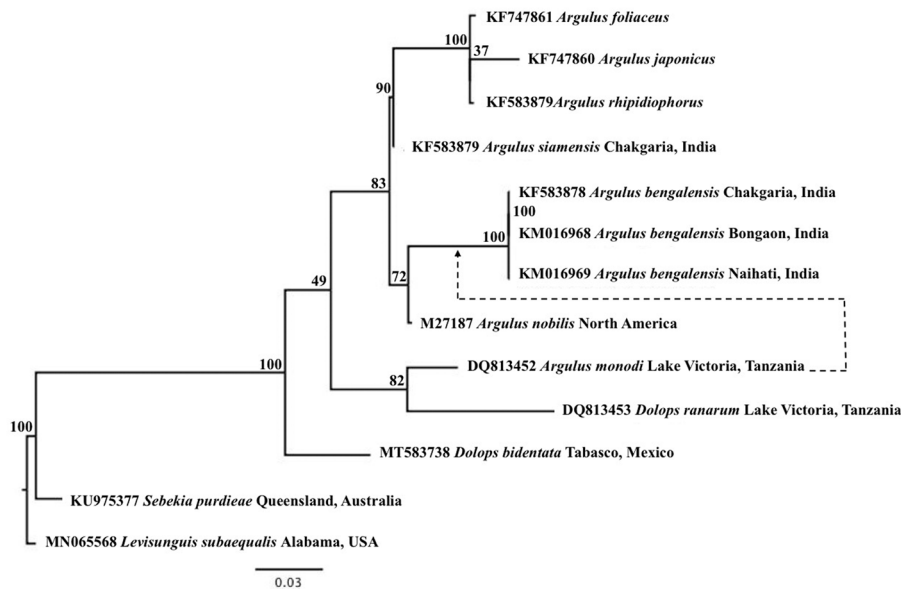 KF747861 Argulus foliaceus
100
37
KF747860 Argulus japonicus
90
KF583879Argulus rhipidiophorus
KF583879 Argulus siamensis Chakgaria, India
83
KF583878 Argulus bengalensis Chakgaria, India
100
100
KM016968 Argulus bengalensis Bongaon, India
KM016969 Argulus bengalensis Naihati, India
72
49
M27187 Argulus nobilis North America
100
DQ813452 Argulus monodi Lake Victoria, Tanzania
82
DQ813453 Dolops ranarum Lake Victoria, Tanzania
100
MT583738 Dolops bidentata Tabasco, Mexico
KU975377 Sebekia purdieae Queensland, Australia
MN065568 Levisunguis subaequalis Alabama, USA
0.03